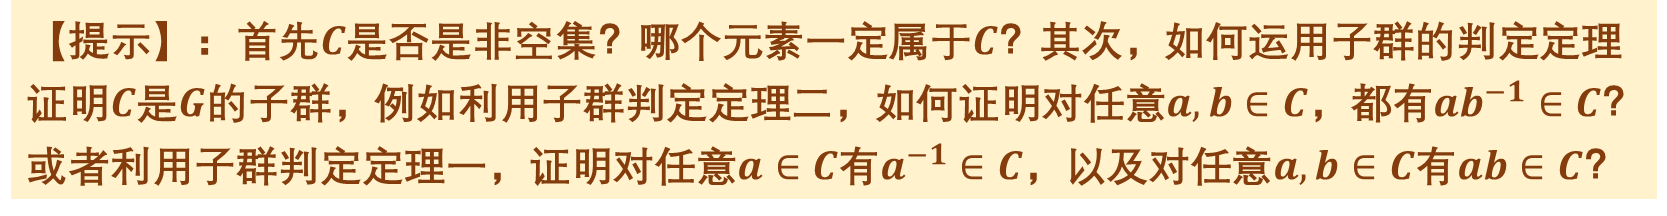 【提示】：首先C是否是非空集？哪个元素一定属于C？其次，如何运用子群的判定定理
证明C是G的子群，例如利用子群判定定理二，如何证明对任意a, b ∈ C，都有ab⁻¹ ∈ C？
或者利用子群判定定理一，证明对任意a ∈ C有a⁻¹ ∈ C，以及对任意a, b ∈ C有ab ∈ C？